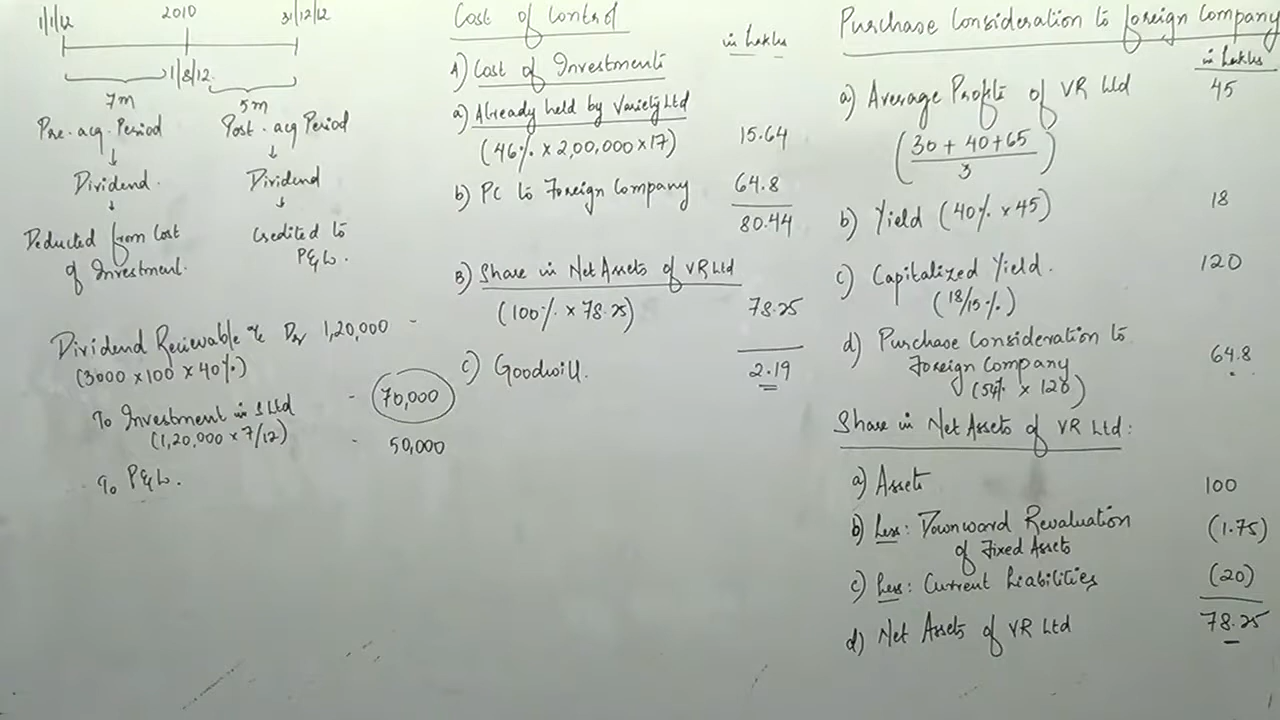 1/1/12 2010 31/12/12
1/8/12
7m 5m
Pre-acq. Period
Dividend.
Deducted from Cost
of Investment.
Post-acq Period
Dividend
Credited to
P&L.
Dividend Recievable a/c Dr 1,20,000 -
(3000 x 100 x 40%)
To Investment in S Ltd - 70,000
(1,20,000 x 7/12) - 50,000
To P&L.
Cost of Control
in Lakhs
A) Cost of Investments
a) Already held by Variety Ltd
(46% x 2,00,000 x 17) 15.64
b) PC to Foreign Company 64.8
80.44
B) Share in Net Assets of VR Ltd
(100% x 78.25) 78.25
C) Goodwill. 2.19
Purchase Consideration to foreign Company
in Lakhs
a) Average Profits of VR Ltd 45
(30 + 40 + 65
3)
b) Yield (40% x 45) 18
c) Capitalized Yield. 120
(18/15%)
d) Purchase Consideration to
Foreign Company 64.8
(54% x 120)
Share in Net Assets of VR Ltd:
a) Assets 100
b) Less: Downward Revaluation (1.75)
of Fixed Assets
c) Less: Current Liabilities (20)
d) Net Assets of VR Ltd 78.25